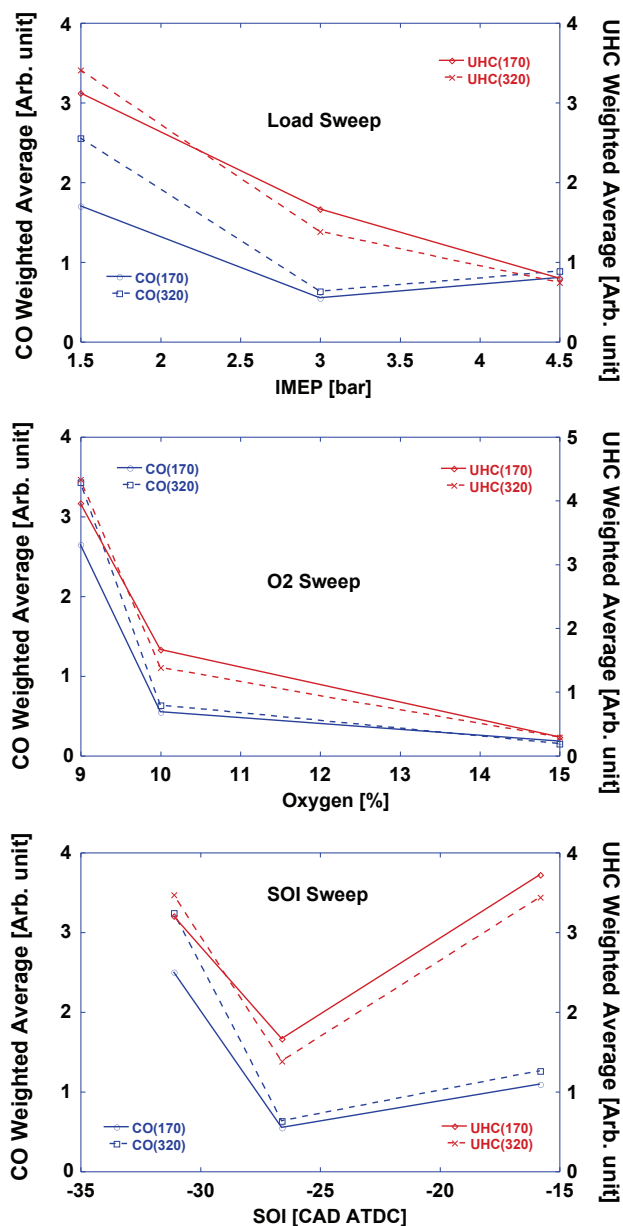 4
3
2
1
0
CO Weighted Average [Arb. unit]
4
3
2
1
0
UHC Weighted Average [Arb. unit]
UHC(170)
UHC(320)
Load Sweep
CO(170)
CO(320)
1.5 2 2.5 3 3.5 4 4.5
IMEP [bar]
4
3
2
1
0
CO Weighted Average [Arb. unit]
5
4
3
2
1
0
UHC Weighted Average [Arb. unit]
CO(170)
CO(320)
UHC(170)
UHC(320)
O2 Sweep
9 10 11 12 13 14 15
Oxygen [%]
4
3
2
1
0
CO Weighted Average [Arb. unit]
4
3
2
1
0
UHC Weighted Average [Arb. unit]
SOI Sweep
CO(170)
CO(320)
UHC(170)
UHC(320)
-35 -30 -25 -20 -15
SOI [CAD ATDC]